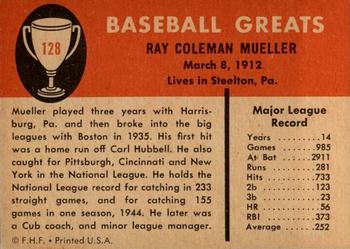 128
BASEBALL GREATS
RAY COLEMAN MUELLER
March 8, 1912
Lives in Steelton, Pa.
Mueller played three years with Harris-
burg, Pa. and then broke into the big
leagues with Boston in 1935. His first hit
was a home run off Carl Hubbell. He also
caught for Pittsburgh, Cincinnati and New
York in the National League. He holds the
National League record for catching in 233
straight games, and for catching 155
games in one season, 1944. He later was
a Cub coach, and minor league manager.
© F.H.F. • Printed U.S.A.
Major League
Record
Years 14
Games 985
At Bat 2911
Runs 281
Hits 733
2b 123
3b 23
HR 56
RBI 373
Average .252